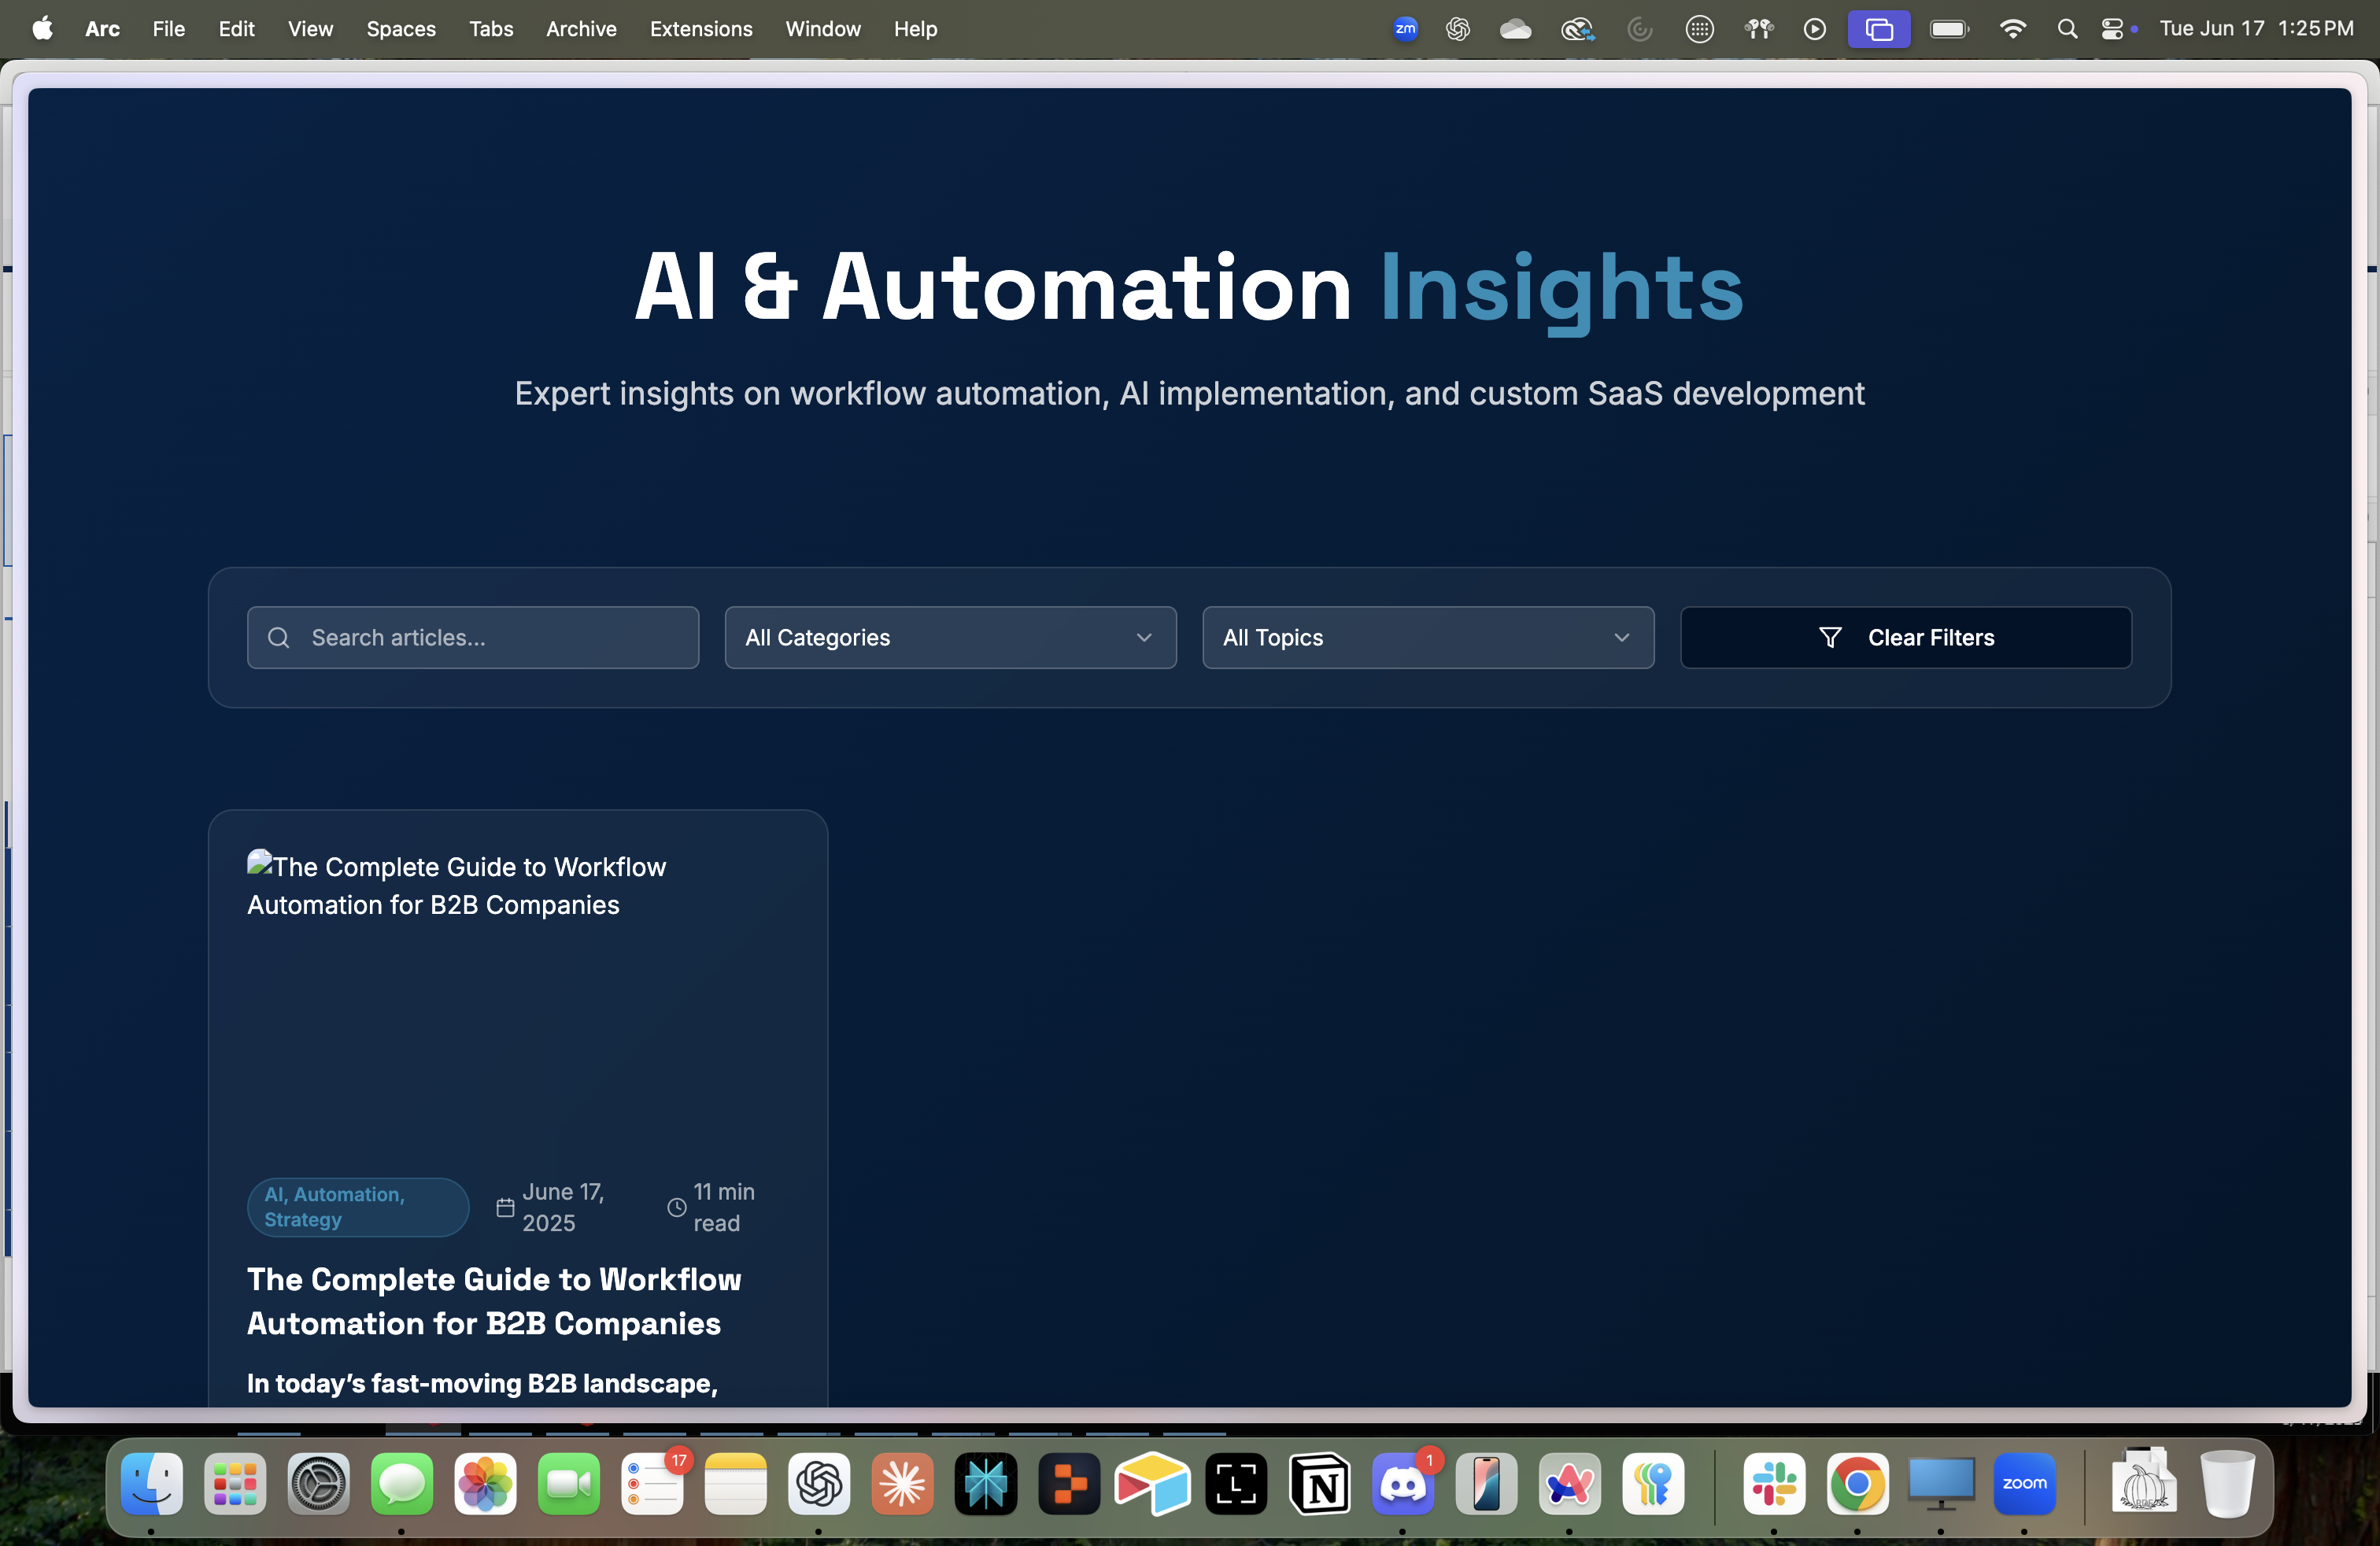 Arc File Edit View Spaces Tabs Archive Extensions Window Help zm Tue Jun 17 1:25 PM
AI & Automation Insights
Expert insights on workflow automation, AI implementation, and custom SaaS development
Search articles...
All Categories
All Topics
Clear Filters
The Complete Guide to Workflow
Automation for B2B Companies
AI, Automation,
Strategy
June 17,
2025
11 min
read
The Complete Guide to Workflow
Automation for B2B Companies
In today’s fast-moving B2B landscape,
17
L
N
1
zoom